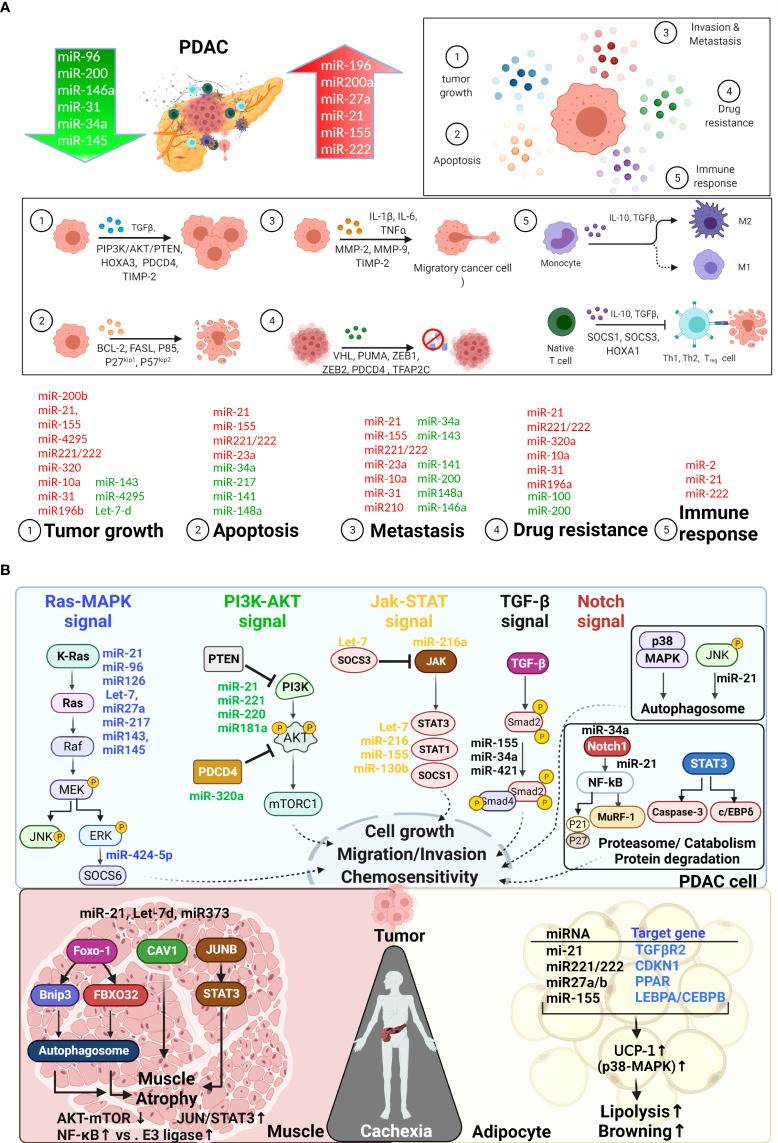 A
PDAC
miR-96
miR-200
miR-146a
miR-31
miR-34a
miR-145
miR-196
miR200a
miR-27a
miR-21
miR-155
miR-222
1
tumor
growth
2
Apoptosis
3
Invasion &
Metastasis
4
Drug
resistance
5
Immune
response
1
TGFβ,
PIP3K/AKT/PTEN,
HOXA3, PDCD4,
TIMP-2
3
IL-1β, IL-6,
TNFα
MMP-2, MMP-9,
TIMP-2
Migratory cancer cell
)
5
Monocyte
IL-10, TGFβ,
M2
M1
2
BCL-2, FASL, P85,
P27kip1, P57kip2
4
VHL, PUMA, ZEB1,
ZEB2, PDCD4 , TFAP2C
Native
T cell
IL-10, TGFβ,
SOCS1, SOCS3,
HOXA1
Th1, Th2, Treg cell
miR-200b
miR-21,
miR-155
miR-4295
miR221/222
miR-320
miR-10a
miR-31
miR196b
miR-143
miR-4295
Let-7-d
1 Tumor growth
miR-21
miR-155
miR221/222
miR-23a
miR-34a
miR-217
miR-141
miR-148a
2 Apoptosis
miR-21
miR-155
miR221/222
miR-23a
miR-10a
miR-31
miR210
miR-34a
miR-143
miR-141
miR-200
miR148a
miR-146a
3 Metastasis
miR-21
miR221/222
miR-320a
miR-10a
miR-31
miR196a
miR-100
miR-200
4 Drug resistance
miR-2
miR-21
miR-222
5 Immune
response
B
Ras-MAPK
signal
K-Ras
Ras
Raf
MEK
P
JNK
P
ERK
P
miR-424-5p
SOCS6
miR-21
miR-96
miR126
Let-7,
miR27a
miR-217
miR143,
miR145
PI3K-AKT
signal
PTEN
PI3K
miR-21
miR-221
miR-220
miR181a
P
P
AKT
PDCD4
miR-320a
mTORC1
Jak-STAT
signal
Let-7
SOCS3
miR-216a
JAK
Let-7
miR-216
miR-155
miR-130b
STAT3
STAT1
SOCS1
TGF-β
signal
TGF-β
P
Smad2
P
miR-155
miR-34a
miR-421
P
Smad2
P
Smad4
P
Notch
signal
p38
MAPK
JNK
P
miR-21
Autophagosome
miR-34a
Notch1
miR-21
NF-kB
P21
P27
MuRF-1
STAT3
Caspase-3
c/EBPδ
Proteasome/ Catabolism
Protein degradation
PDAC cell
Cell growth
Migration/Invasion
Chemosensitivity
miR-21, Let-7d, miR373
Foxo-1
CAV1
JUNB
Bnip3
FBXO32
STAT3
Autophagosome
Muscle
Atrophy
AKT-mTOR ↓
JUN/STAT3↑
NF-κB↑ vs . E3 ligase↑
Muscle
Tumor
Cachexia
Adipocyte
miRNA Target gene
mi-21 TGFβR2
miR221/222 CDKN1
miR27a/b PPAR
miR-155 LEBPA/CEBPB
UCP-1↑
(p38-MAPK)↑
Lipolysis↑
Browning↑